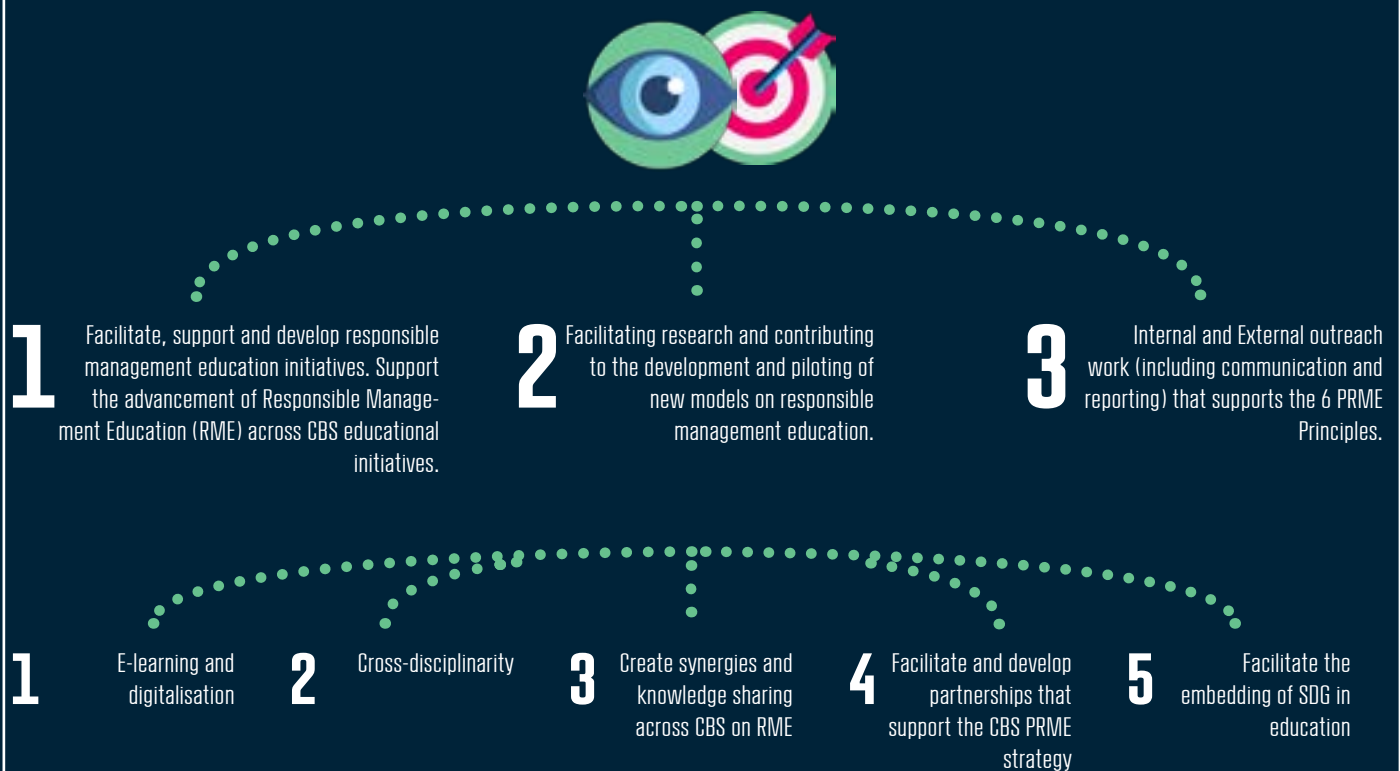 1
Facilitate, support and develop responsible
management education initiatives. Support
the advancement of Responsible Manage-
ment Education (RME) across CBS educational
initiatives.
2
Facilitating research and contributing
to the development and piloting of
new models on responsible
management education.
3
Internal and External outreach
work (including communication and
reporting) that supports the 6 PRME
Principles.
1
E-learning and
digitalisation
2
Cross-disciplinarity
3
Create synergies and
knowledge sharing
across CBS on RME
4
Facilitate and develop
partnerships that
support the CBS PRME
strategy
5
Facilitate the
embedding of SDG in
education